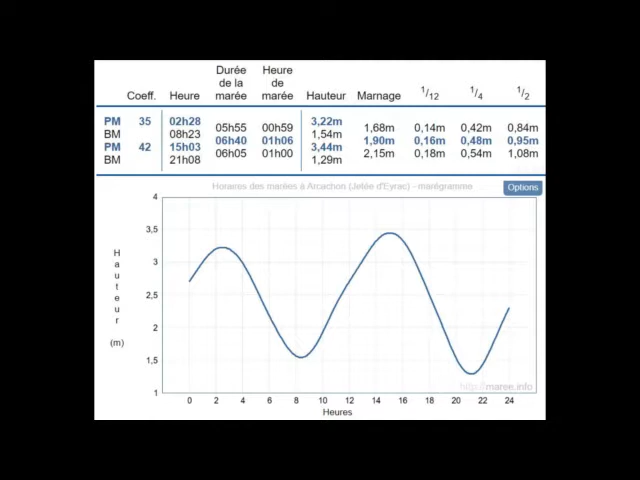 Coeff. Heure Durée de la marée Heure de marée Hauteur Marnage 1/12 1/4 1/2
PM 35 02h28 3,22m
05h55 00h59 1,68m 0,14m 0,42m 0,84m
BM 08h23 1,54m
06h40 01h06 1,90m 0,16m 0,48m 0,95m
PM 42 15h03 3,44m
06h05 01h00 2,15m 0,18m 0,54m 1,08m
BM 21h08 1,29m
Horaires des marées à Arcachon (Jetée d'Eyrac) - marégramme
Options
4
3,5
3
2,5
2
1,5
1
Hauteur
(m)
http://maree.info
0 2 4 6 8 10 12 14 16 18 20 22 24
Heures